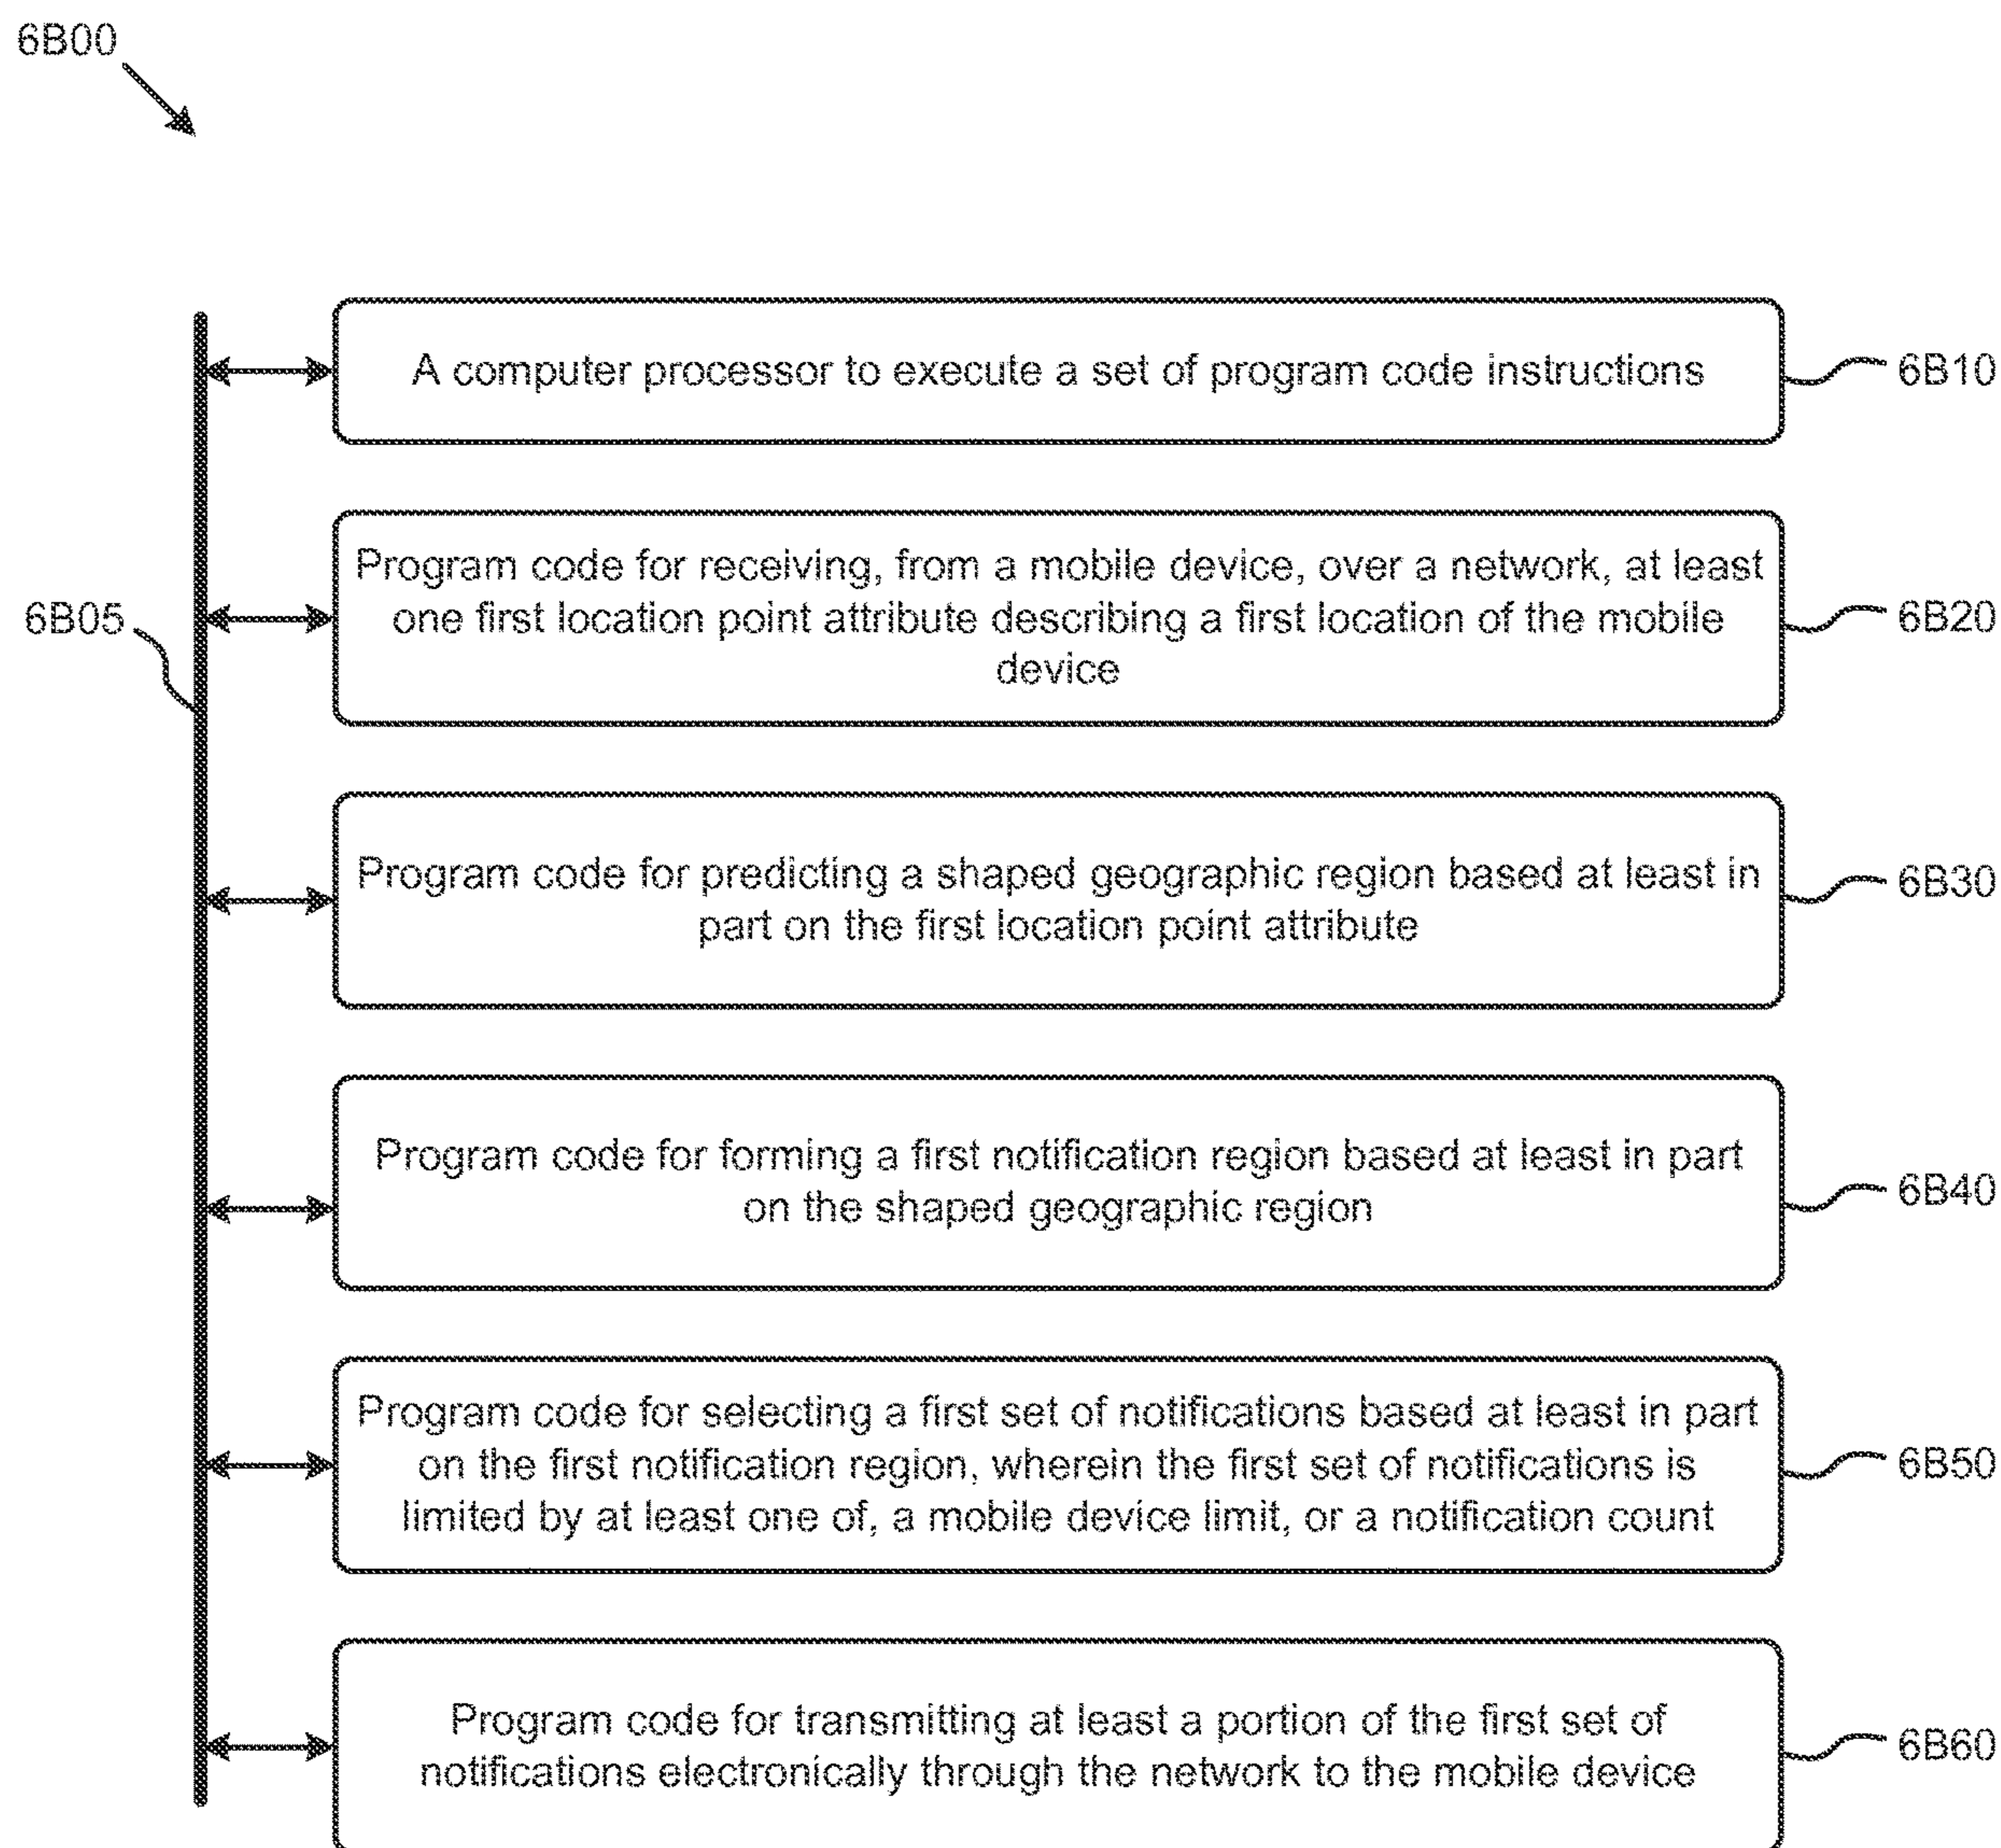 6B00
A computer processor to execute a set of program code instructions
6B10
Program code for receiving, from a mobile device, over a network, at least
one first location point attribute describing a first location of the mobile
device
6B05
6B20
Program code for predicting a shaped geographic region based at least in
part on the first location point attribute
6B30
Program code for forming a first notification region based at least in part
on the shaped geographic region
6B40
Program code for selecting a first set of notifications based at least in part
on the first notification region, wherein the first set of notifications is
limited by at least one of, a mobile device limit, or a notification count
6B50
Program code for transmitting at least a portion of the first set of
notifications electronically through the network to the mobile device
6B60